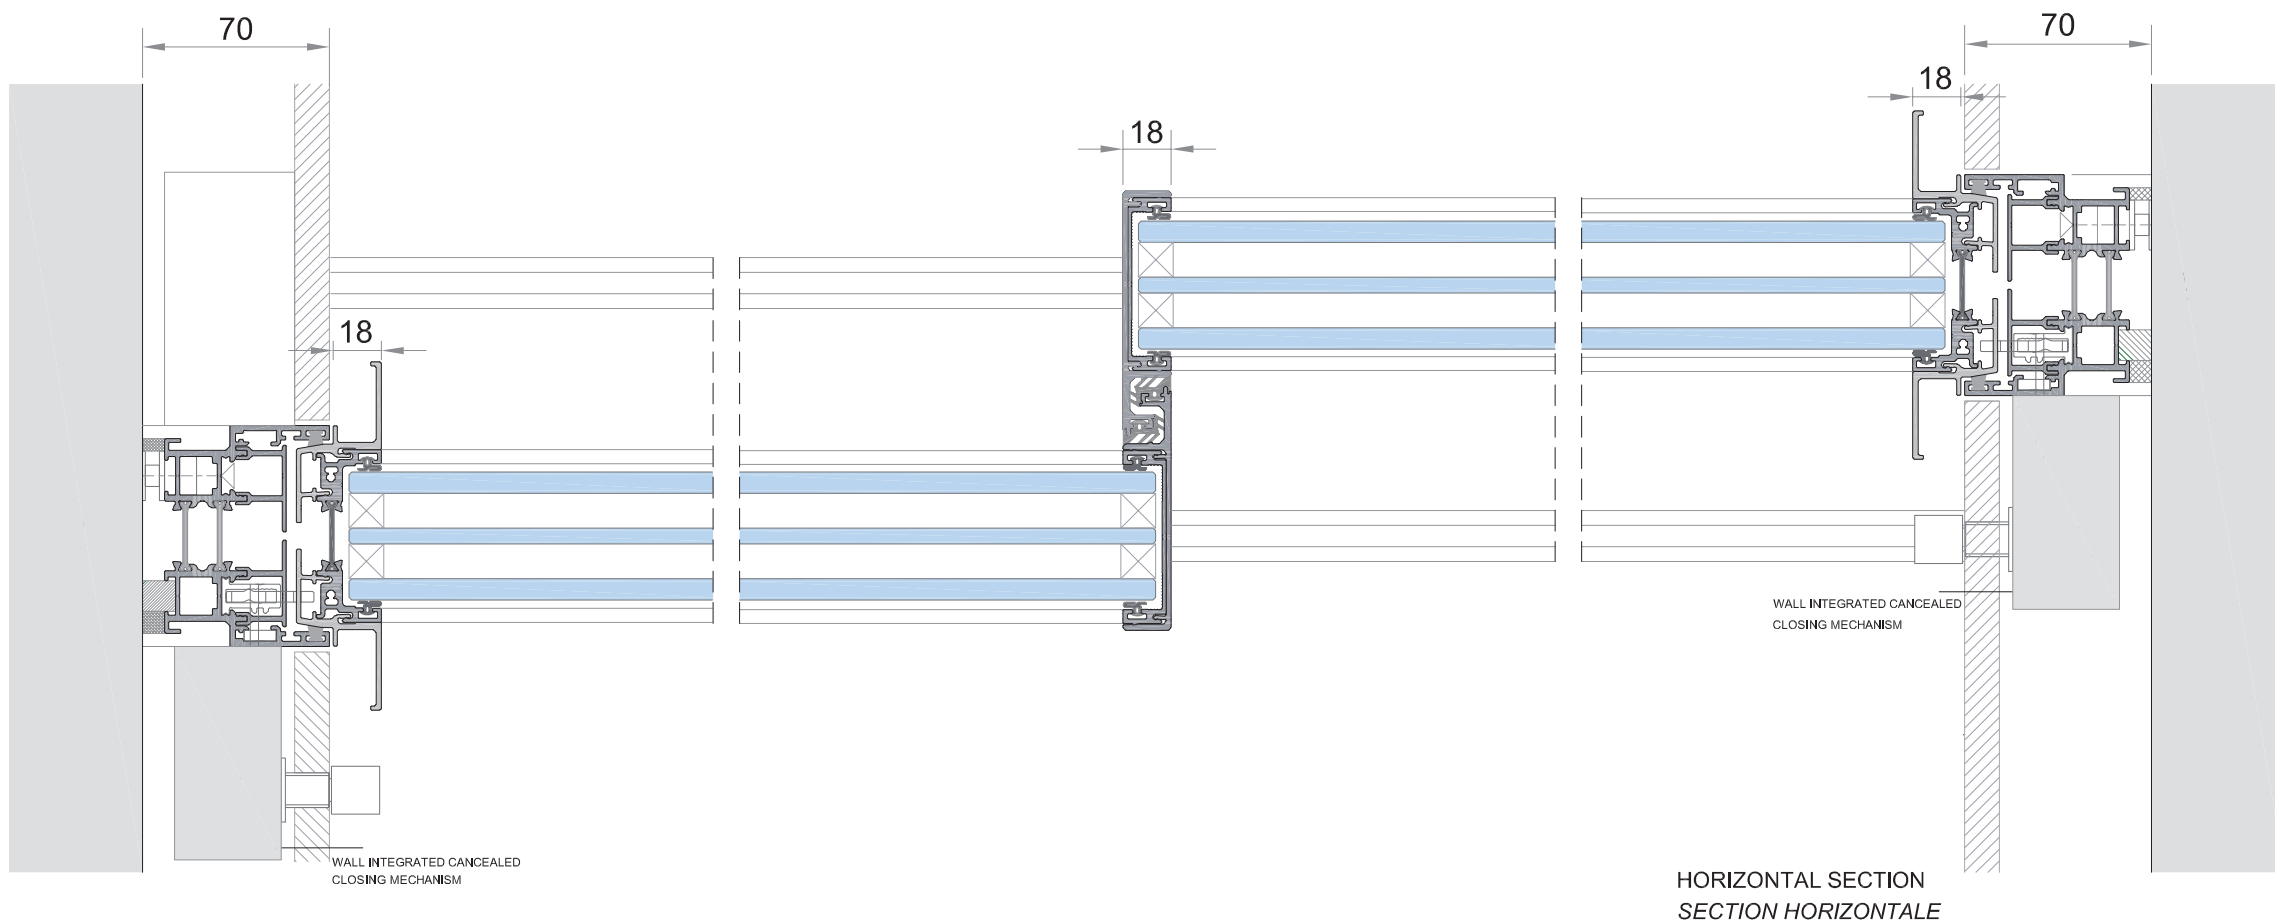 70
70
18
18
18
WALL INTEGRATED CANCEALED
CLOSING MECHANISM
WALL INTEGRATED CANCEALED
CLOSING MECHANISM
HORIZONTAL SECTION
SECTION HORIZONTALE